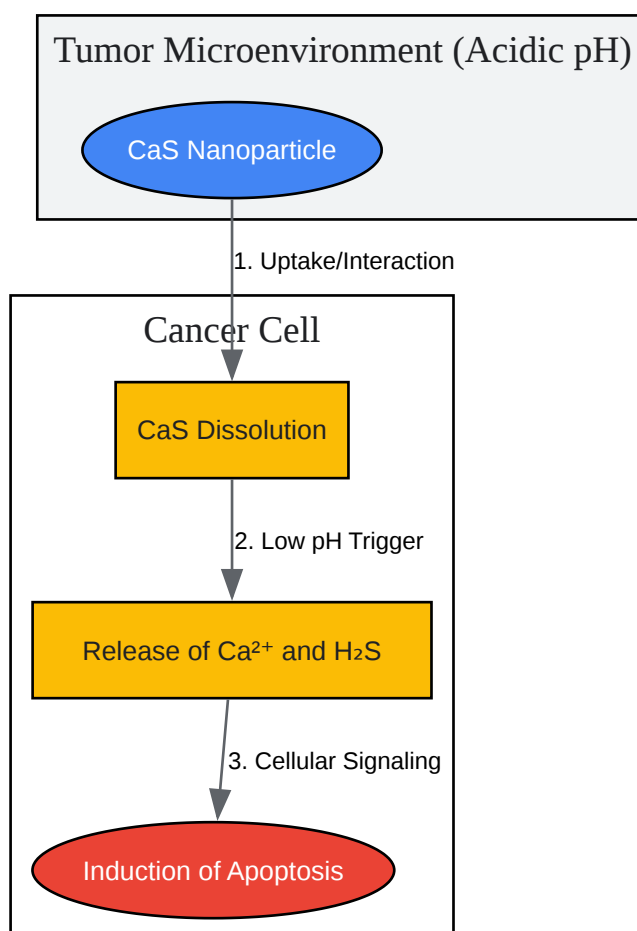 Tumor Microenvironment (Acidic pH)
CaS Nanoparticle
1. Uptake/Interaction
Cancer Cell
CaS Dissolution
2. Low pH Trigger
Release of Ca²⁺ and H₂S
3. Cellular Signaling
Induction of Apoptosis